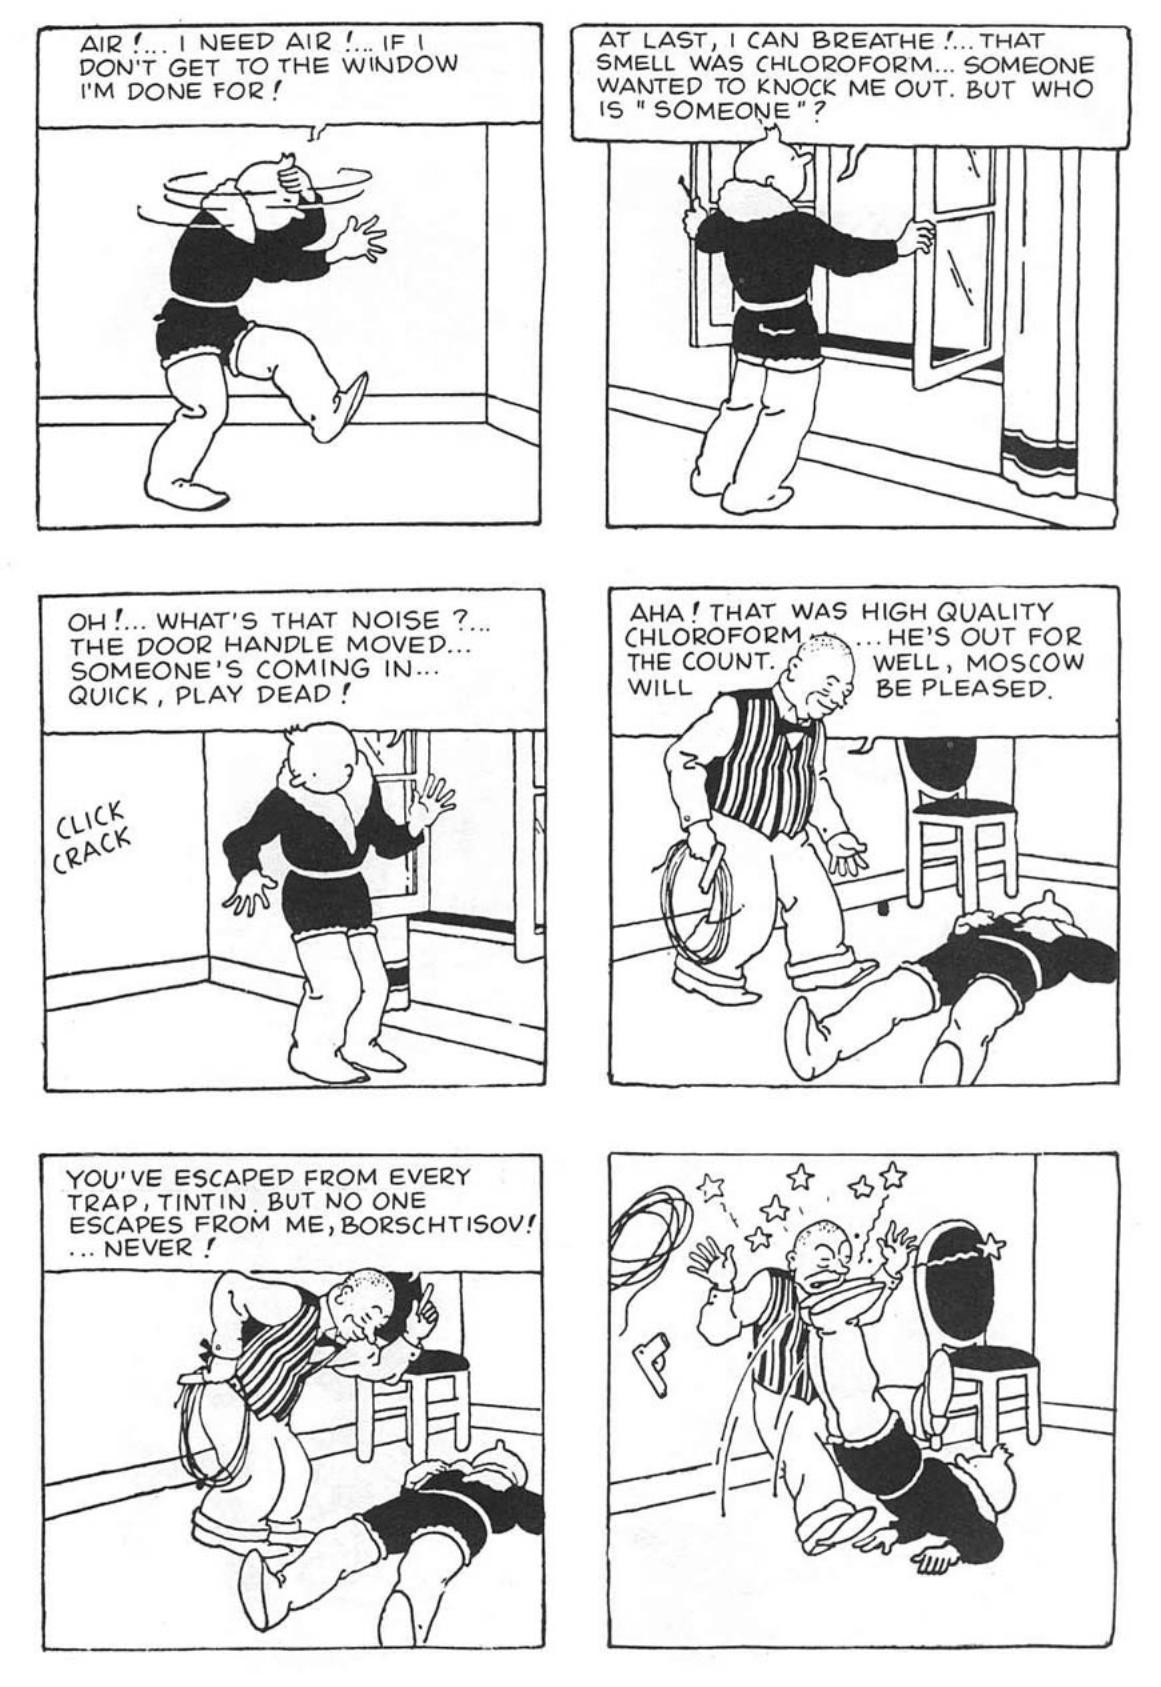 AIR!... I NEED AIR!... IF I
DON'T GET TO THE WINDOW
I'M DONE FOR!
AT LAST, I CAN BREATHE!... THAT
SMELL WAS CHLOROFORM... SOMEONE
WANTED TO KNOCK ME OUT. BUT WHO
IS "SOMEONE"?
OH!... WHAT'S THAT NOISE?...
THE DOOR HANDLE MOVED...
SOMEONE'S COMING IN...
QUICK, PLAY DEAD!
CLICK
CRACK
AHA! THAT WAS HIGH QUALITY
CHLOROFORM ... HE'S OUT FOR
THE COUNT. WELL, MOSCOW
WILL BE PLEASED.
YOU'VE ESCAPED FROM EVERY
TRAP, TINTIN. BUT NO ONE
ESCAPES FROM ME, BORSCHTISOV!
... NEVER!